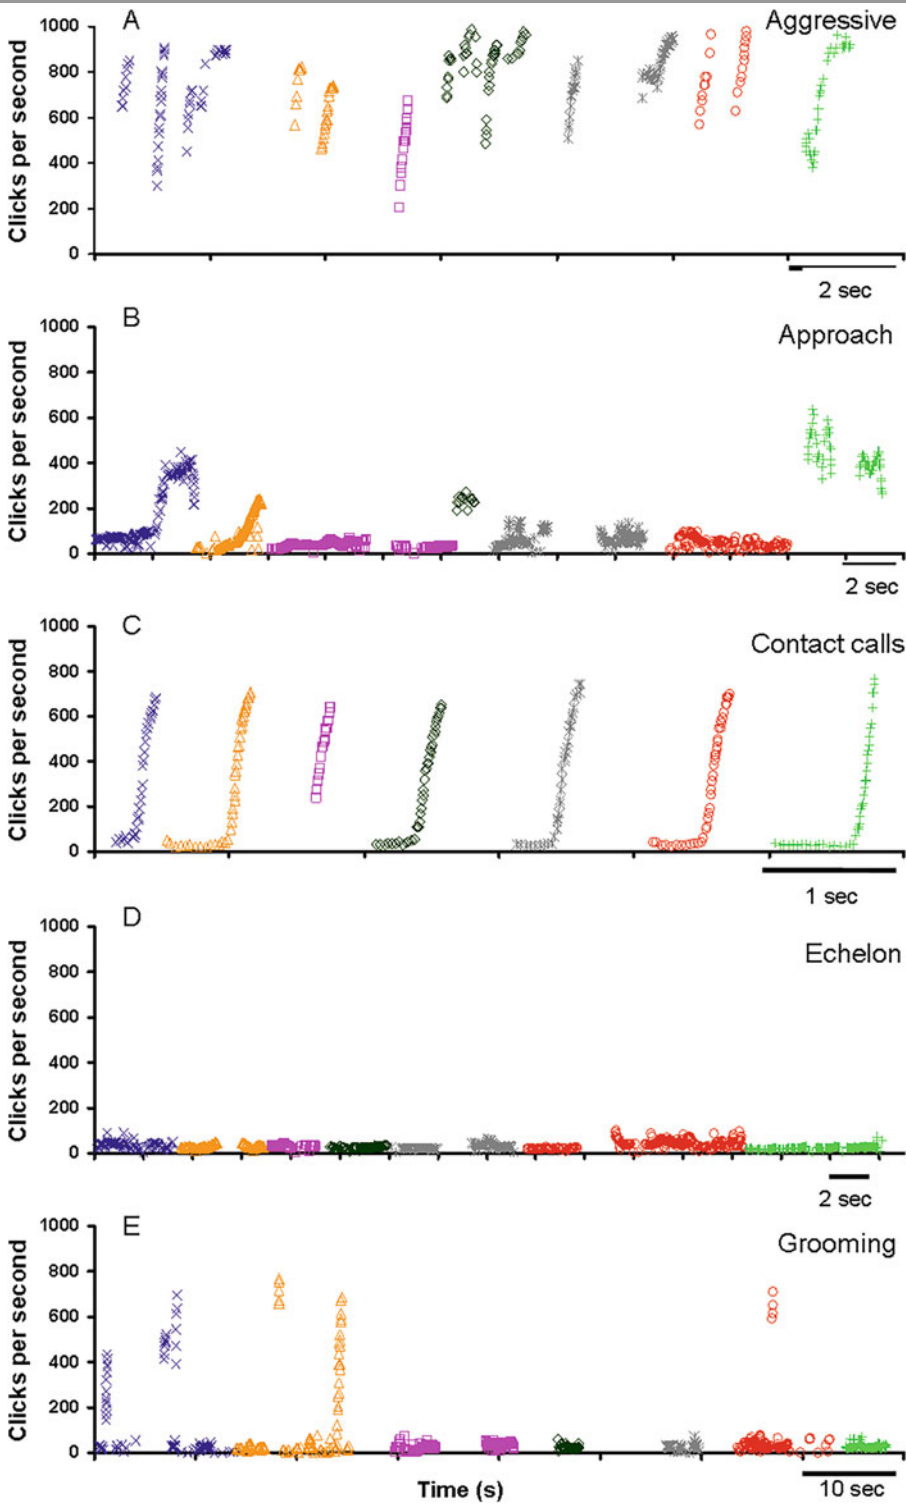 A
Aggressive
Clicks per second
1000
800
600
400
200
0
2 sec
B
Approach
Clicks per second
1000
800
600
400
200
0
2 sec
C
Contact calls
Clicks per second
1000
800
600
400
200
0
1 sec
D
Echelon
Clicks per second
1000
800
600
400
200
0
2 sec
E
Grooming
Clicks per second
1000
800
600
400
200
0
Time (s)
10 sec